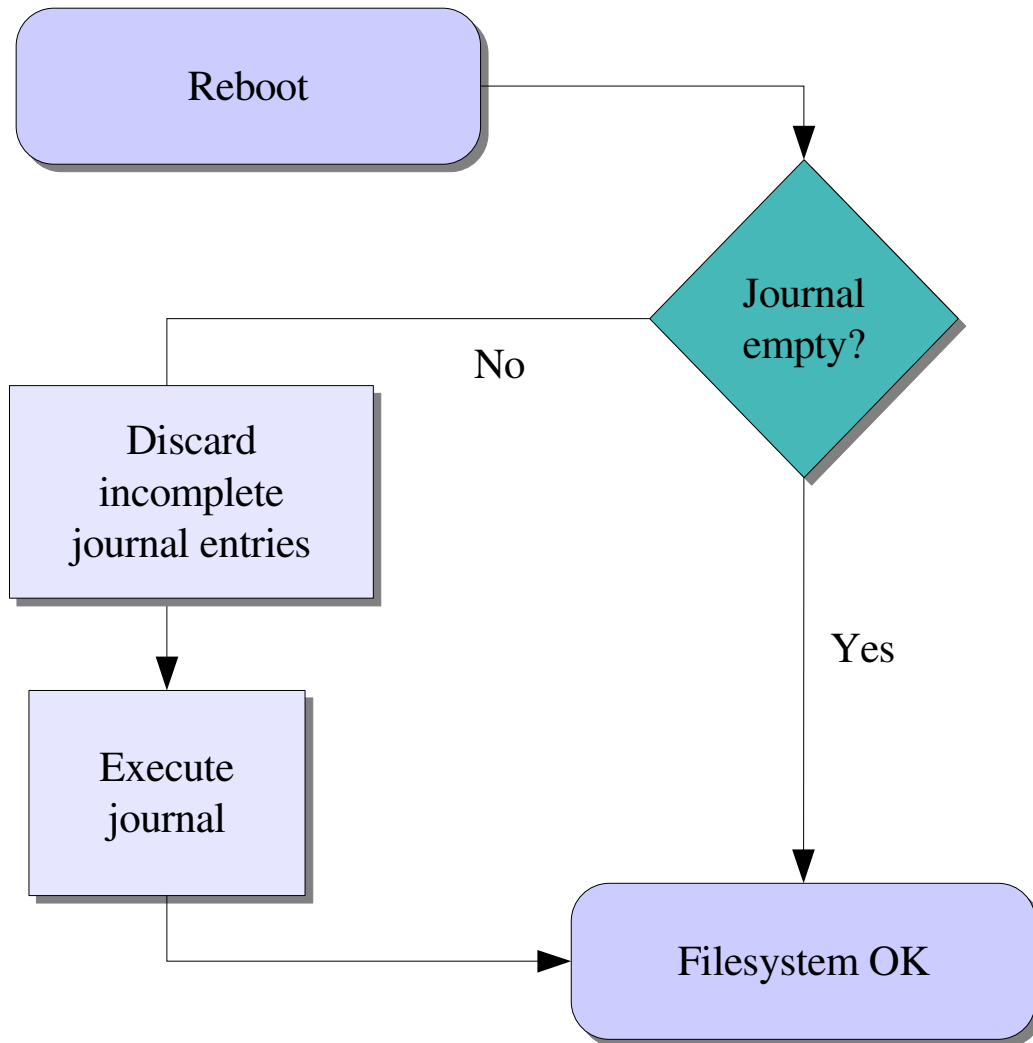 Reboot
Journal
empty?
No
Discard
incomplete
journal entries
Yes
Execute
journal
Filesystem OK